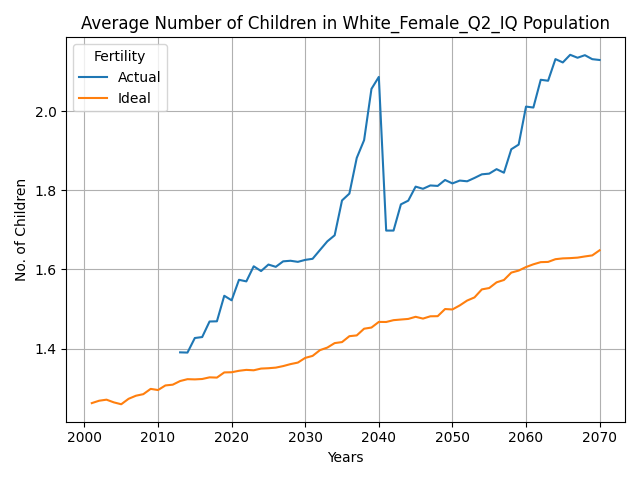 Average Number of Children in White_Female_Q2_IQ Population
Fertility
Actual
Ideal
No. of Children
2.0
1.8
1.6
1.4
2000 2010 2020 2030 2040 2050 2060 2070
Years